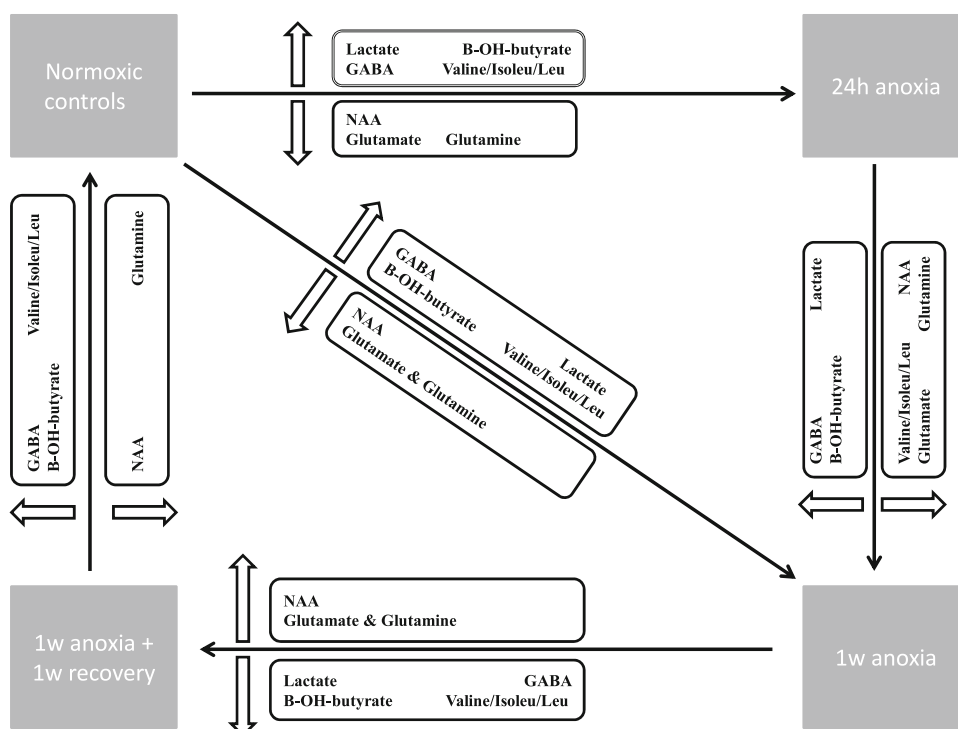 Normoxic
controls
Lactate B-OH-butyrate
GABA Valine/Isoleu/Leu
NAA
Glutamate Glutamine
24h anoxia
GABA Valine/Isoleu/Leu
B-OH-butyrate
NAA Glutamine
GABA
B-OH-butyrate
Lactate
Valine/Isoleu/Leu
NAA
Glutamate & Glutamine
GABA Lactate
B-OH-butyrate
Valine/Isoleu/Leu NAA
Glutamate Glutamine
1w anoxia +
1w recovery
NAA
Glutamate & Glutamine
Lactate GABA
B-OH-butyrate Valine/Isoleu/Leu
1w anoxia